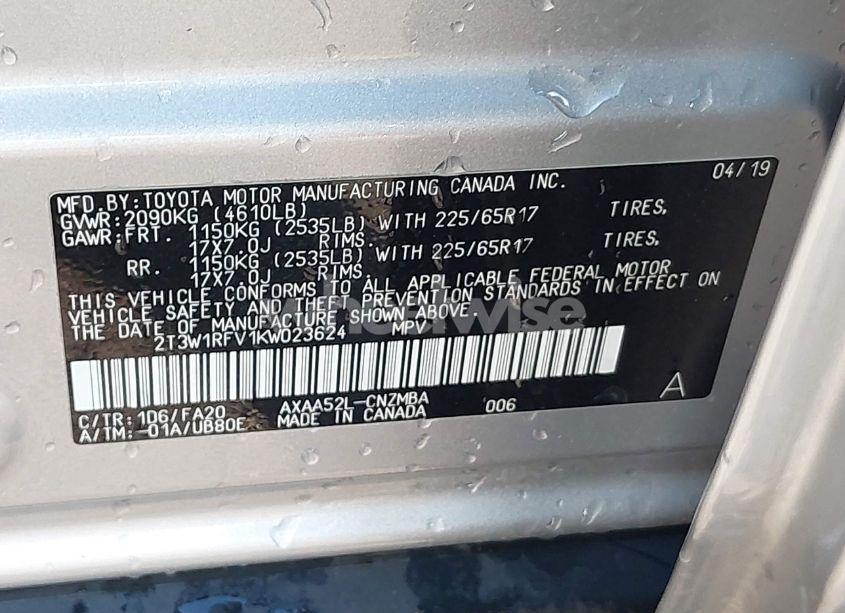 04/19
MFD. BY: TOYOTA MOTOR MANUFACTURING CANADA INC.
GVWR: 2090KG (4610LB)
GAWR: FRT. 1150KG (2535LB) WITH 225/65R17 TIRES,
17X7.0J RIMS.
RR. 1150KG (2535LB) WITH 225/65R17 TIRES,
17X7.0J RIMS.
THIS VEHICLE CONFORMS TO ALL APPLICABLE FEDERAL MOTOR
VEHICLE SAFETY AND THEFT PREVENTION STANDARDS IN EFFECT ON
THE DATE OF MANUFACTURE SHOWN ABOVE.
2T3W1RFV1KW023624 MPV
C/TR: 1D6/FA20 AXAA52L-CNZMBA 006 A
A/TM: -01A/UB80E MADE IN CANADA
wheelwise